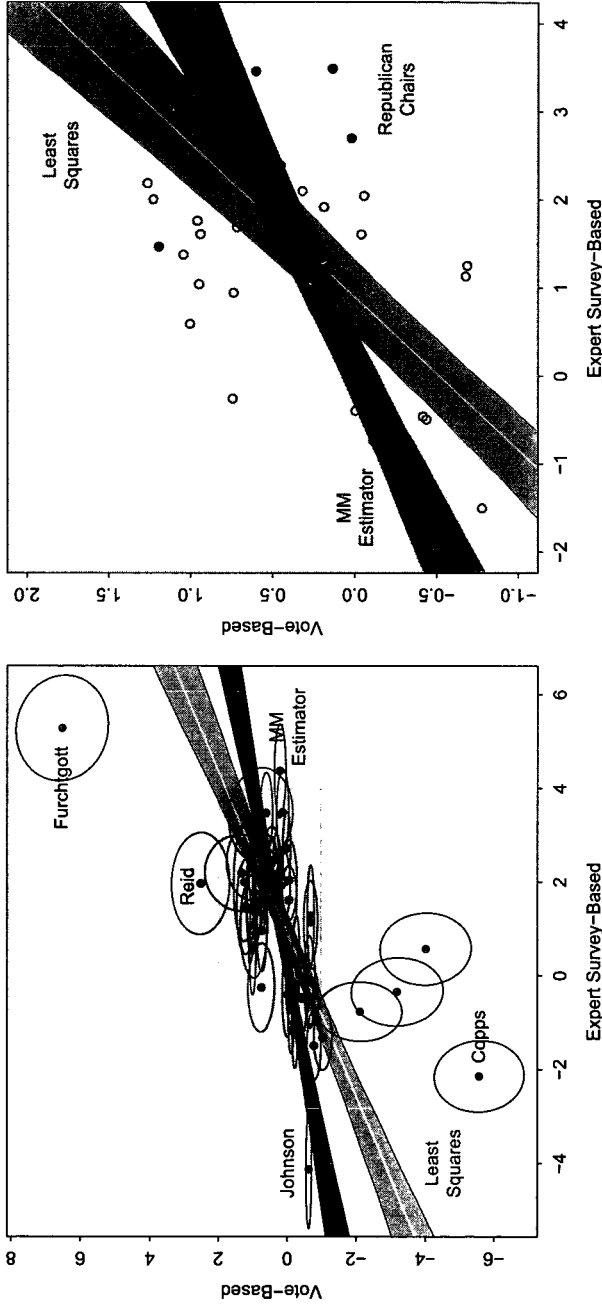 Vote−Based
8
6
4
2
0
−2
−4
−6
Furchtgott
Reid
MM
Estimator
Johnson
Least
Squares
Copps
−4 −2 0 2 4 6
Expert Survey−Based
Vote−Based
2.0
1.5
1.0
0.5
0.0
−0.5
−1.0
Least
Squares
MM
Estimator
Republican
Chairs
−2 −1 0 1 2 3 4
Expert Survey−Based